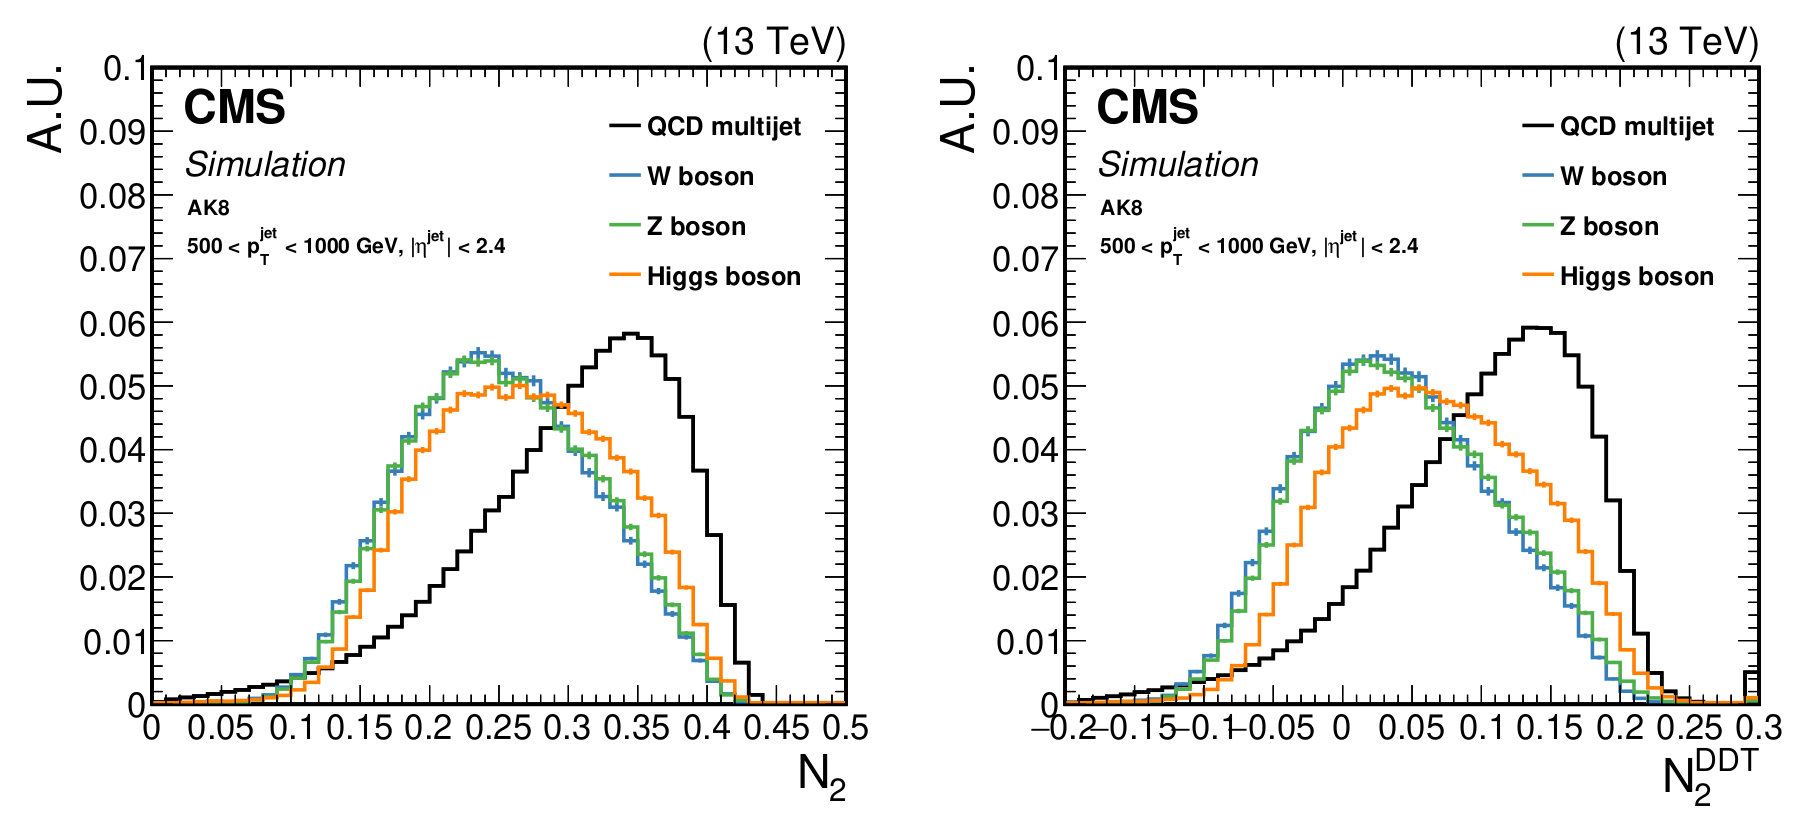 (13 TeV)
A.U.
CMS
Simulation
AK8
500 < p_T^jet < 1000 GeV, |η^jet| < 2.4
QCD multijet
W boson
Z boson
Higgs boson
0.1
0.09
0.08
0.07
0.06
0.05
0.04
0.03
0.02
0.01
0
0 0.05 0.1 0.15 0.2 0.25 0.3 0.35 0.4 0.45 0.5
N_2
(13 TeV)
A.U.
CMS
Simulation
AK8
500 < p_T^jet < 1000 GeV, |η^jet| < 2.4
QCD multijet
W boson
Z boson
Higgs boson
0.1
0.09
0.08
0.07
0.06
0.05
0.04
0.03
0.02
0.01
0
−0.2 −0.15 −0.1 −0.05 0 0.05 0.1 0.15 0.2 0.25 0.3
N_2^DDT